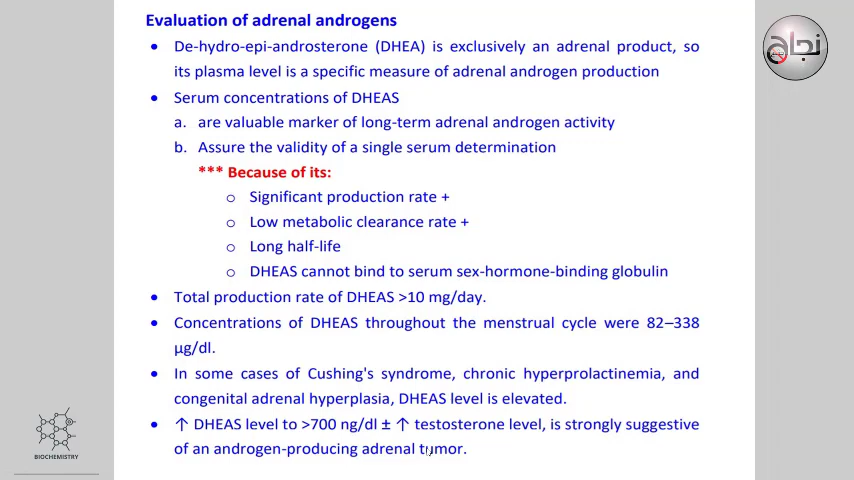 Evaluation of adrenal androgens
• De-hydro-epi-androsterone (DHEA) is exclusively an adrenal product, so
its plasma level is a specific measure of adrenal androgen production
• Serum concentrations of DHEAS
a. are valuable marker of long-term adrenal androgen activity
b. Assure the validity of a single serum determination
*** Because of its:
o Significant production rate +
o Low metabolic clearance rate +
o Long half-life
o DHEAS cannot bind to serum sex-hormone-binding globulin
• Total production rate of DHEAS >10 mg/day.
• Concentrations of DHEAS throughout the menstrual cycle were 82–338
µg/dl.
• In some cases of Cushing's syndrome, chronic hyperprolactinemia, and
congenital adrenal hyperplasia, DHEAS level is elevated.
• ↑ DHEAS level to >700 ng/dl ± ↑ testosterone level, is strongly suggestive
of an androgen-producing adrenal tumor.
نجاح
BIOCHEMISTRY